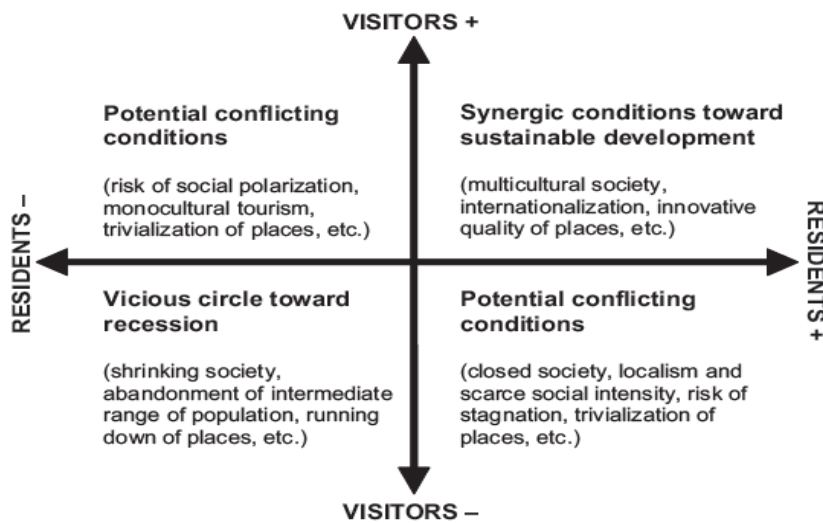 VISITORS +
Potential conflicting
conditions
(risk of social polarization,
monocultural tourism,
trivialization of places, etc.)
Synergic conditions toward
sustainable development
(multicultural society,
internationalization, innovative
quality of places, etc.)
RESIDENTS –
RESIDENTS +
Vicious circle toward
recession
(shrinking society,
abandonment of intermediate
range of population, running
down of places, etc.)
Potential conflicting
conditions
(closed society, localism and
scarce social intensity, risk of
stagnation, trivialization of
places, etc.)
VISITORS –